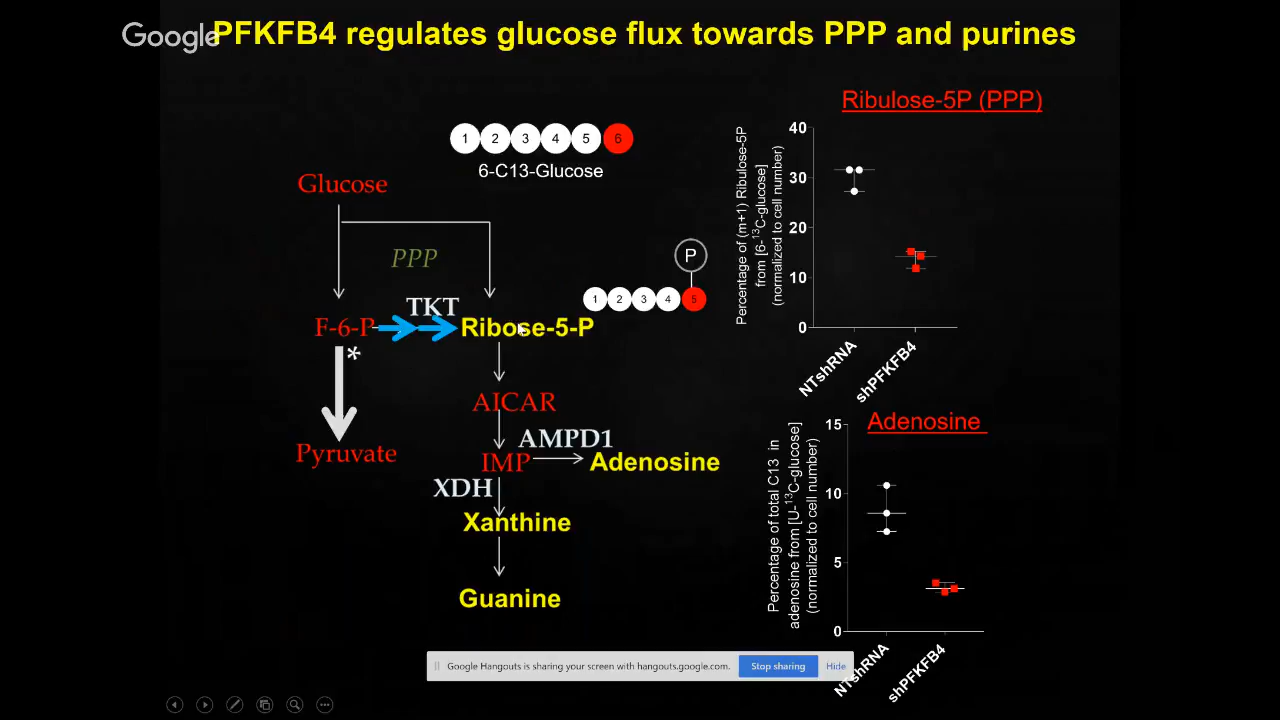 Google
PFKFB4 regulates glucose flux towards PPP and purines
1 2 3 4 5 6
6-C13-Glucose
Glucose
PPP
TKT
F-6-P
Ribose-5-P
*
P
1 2 3 4 5
AICAR
AMPD1
Pyruvate
IMP
Adenosine
XDH
Xanthine
Guanine
Ribulose-5P (PPP)
Percentage of (m+1) Ribulose-5P
from [6-¹³C-glucose]
(normalized to cell number)
40
30
20
10
0
NTshRNA
shPFKFB4
Adenosine
Percentage of total C13 in
adenosine from [U-¹³C-glucose]
(normalized to cell number)
15
10
5
0
NTshRNA
shPFKFB4
Google Hangouts is sharing your screen with hangouts.google.com.
Stop sharing
Hide